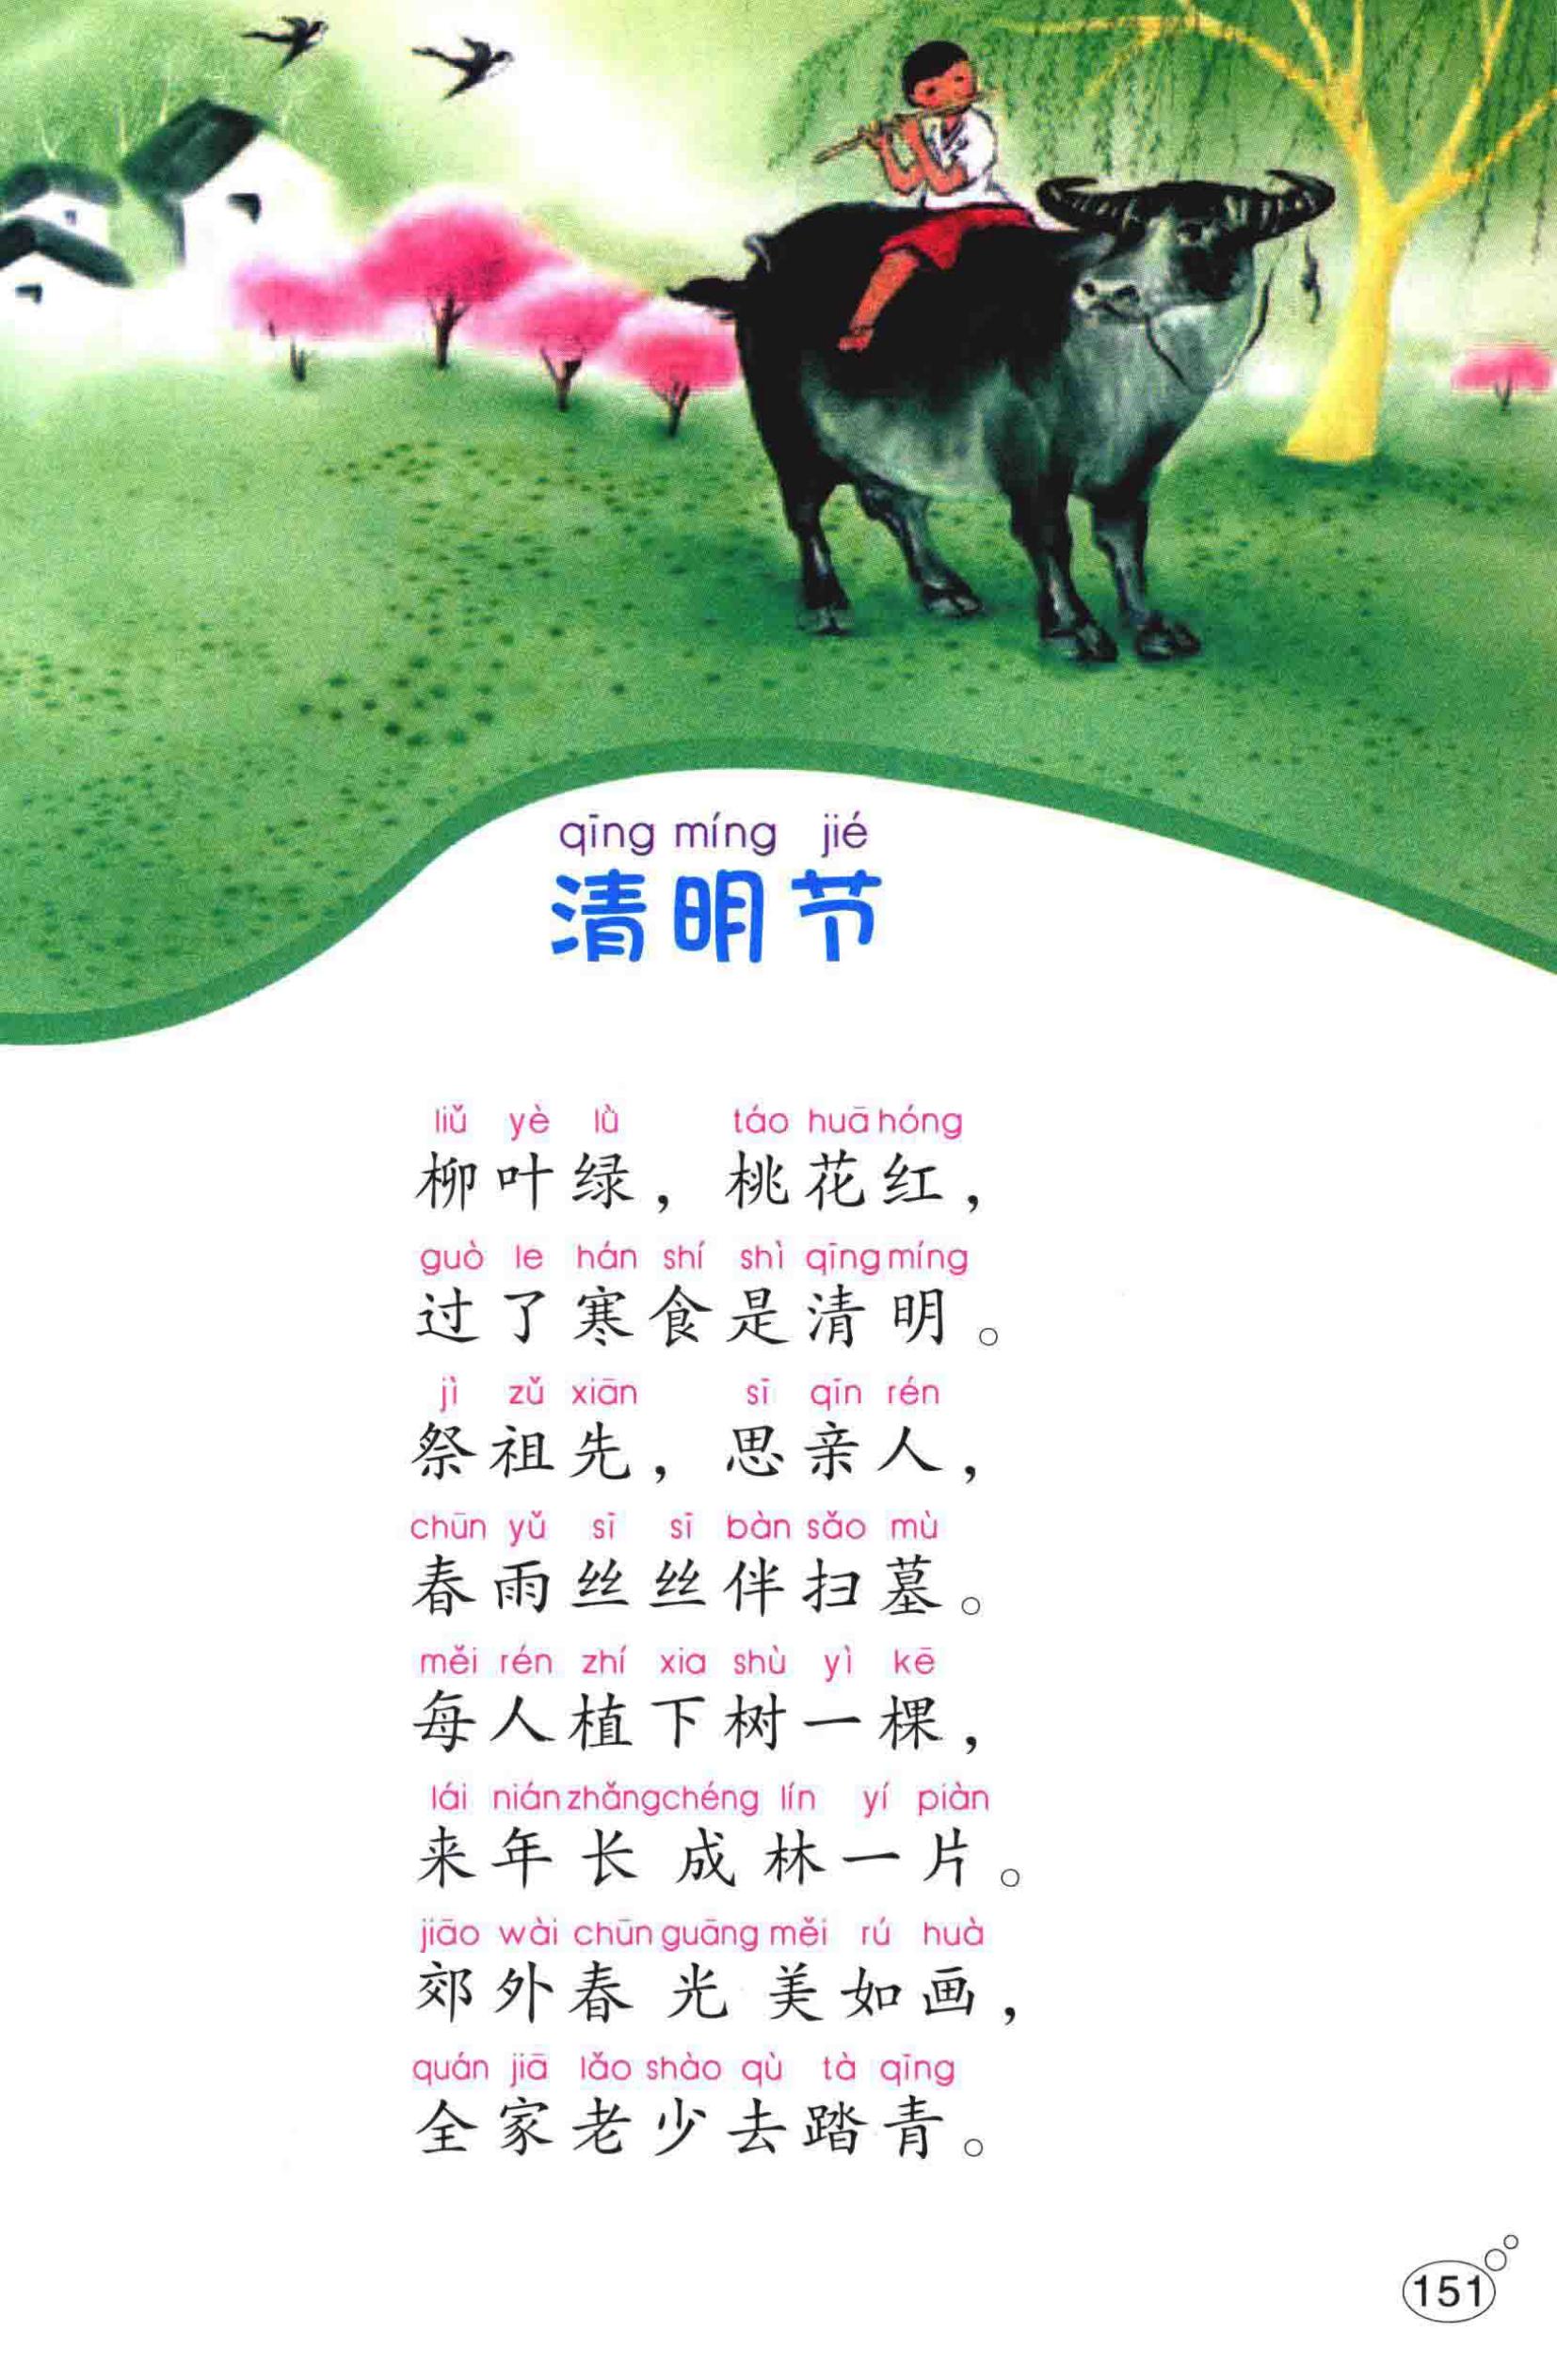 qīng míng jié
清明节
liǔ yè lǜ táo huā hóng
柳叶绿，桃花红，
guò le hán shí shì qīng míng
过了寒食是清明。
jì zǔ xiān sī qīn rén
祭祖先，思亲人，
chūn yǔ sī sī bàn sǎo mù
春雨丝丝伴扫墓。
měi rén zhí xia shù yì kē
每人植下树一棵，
lái nián zhǎng chéng lín yí piàn
来年长成林一片。
jiāo wài chūn guāng měi rú huà
郊外春光美如画，
quán jiā lǎo shào qù tà qīng
全家老少去踏青。
151